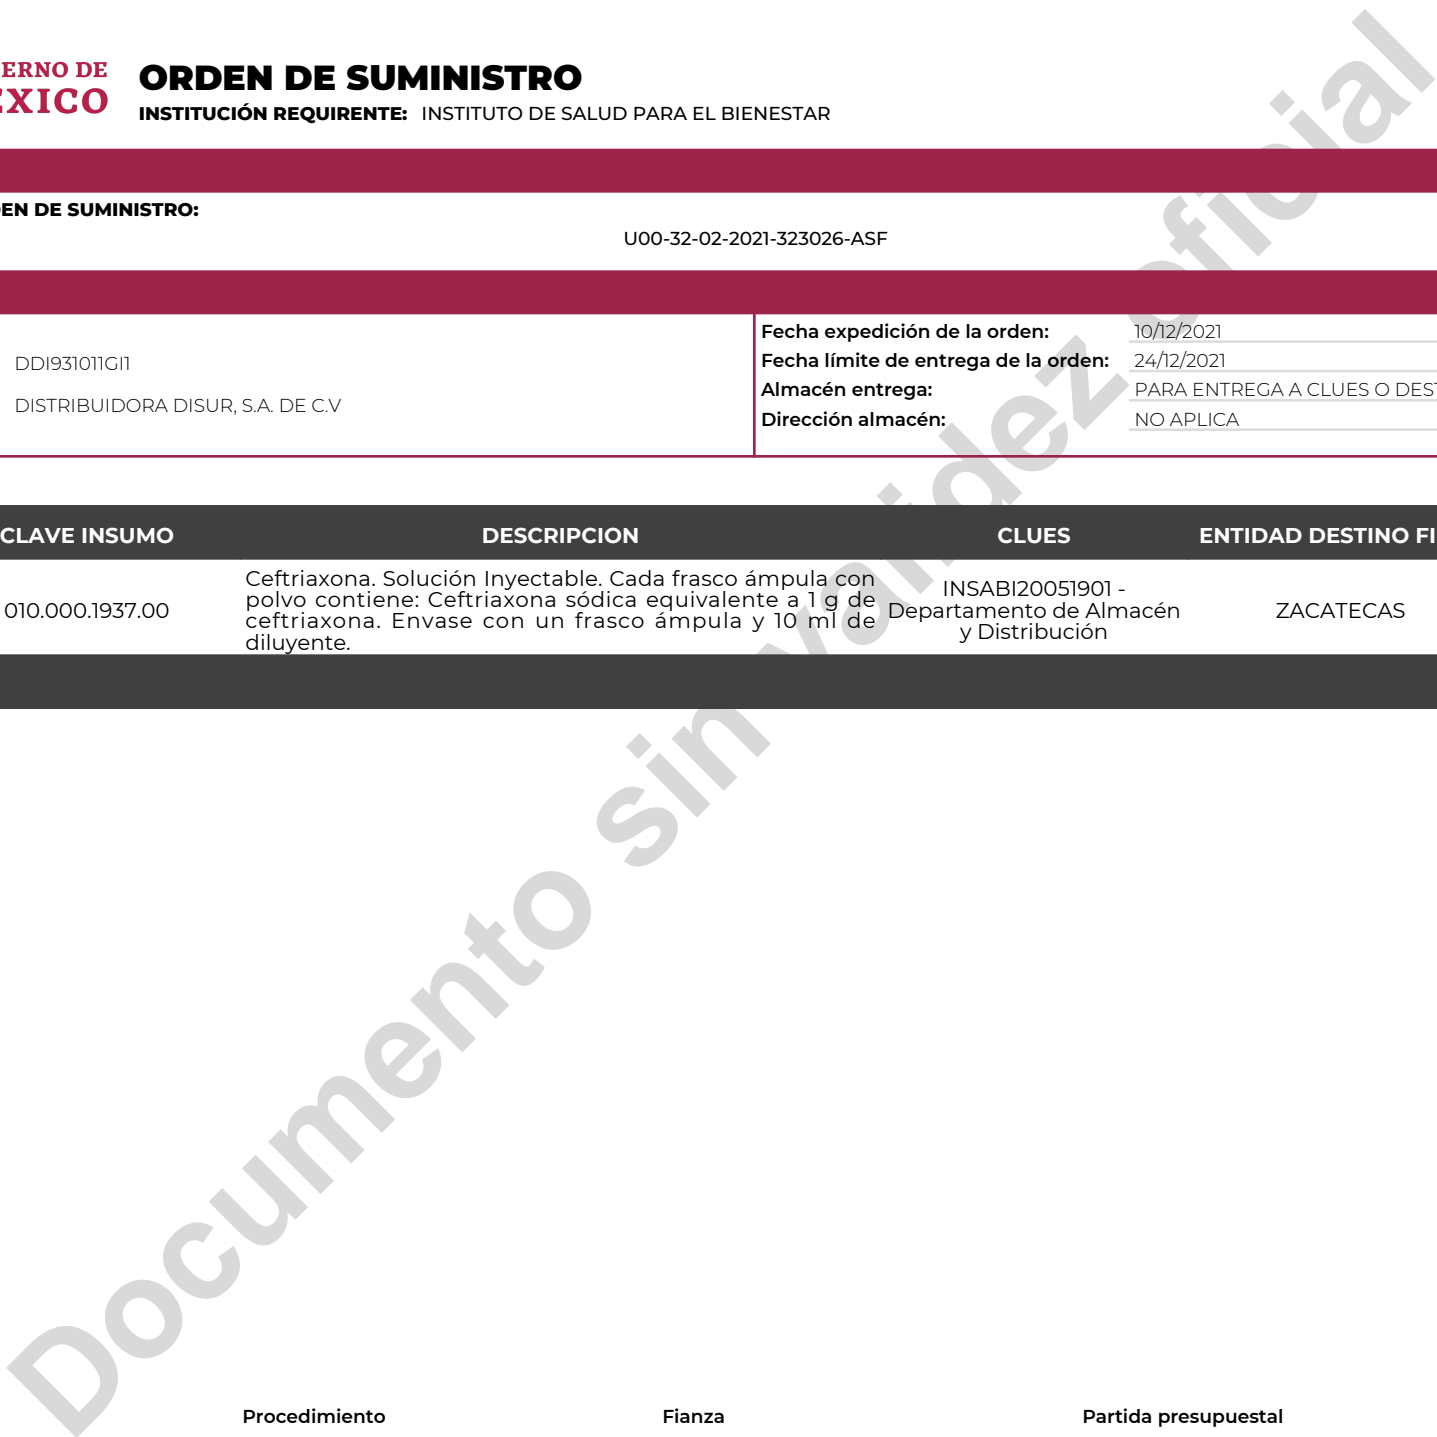 ERNO DE
ÉXICO
ORDEN DE SUMINISTRO
INSTITUCIÓN REQUIRENTE: INSTITUTO DE SALUD PARA EL BIENESTAR
EN DE SUMINISTRO:
U00-32-02-2021-323026-ASF
DDI931011GI1
DISTRIBUIDORA DISUR, S.A. DE C.V
Fecha expedición de la orden: 10/12/2021
Fecha límite de entrega de la orden: 24/12/2021
Almacén entrega: PARA ENTREGA A CLUES O DEST
Dirección almacén: NO APLICA
CLAVE INSUMO DESCRIPCION CLUES ENTIDAD DESTINO FI
010.000.1937.00
Ceftriaxona. Solución Inyectable. Cada frasco ámpula con
polvo contiene: Ceftriaxona sódica equivalente a 1 g de
ceftriaxona. Envase con un frasco ámpula y 10 ml de
diluyente.
INSABI20051901 -
Departamento de Almacén
y Distribución
ZACATECAS
Documento sin validez oficial
Procedimiento Fianza Partida presupuestal